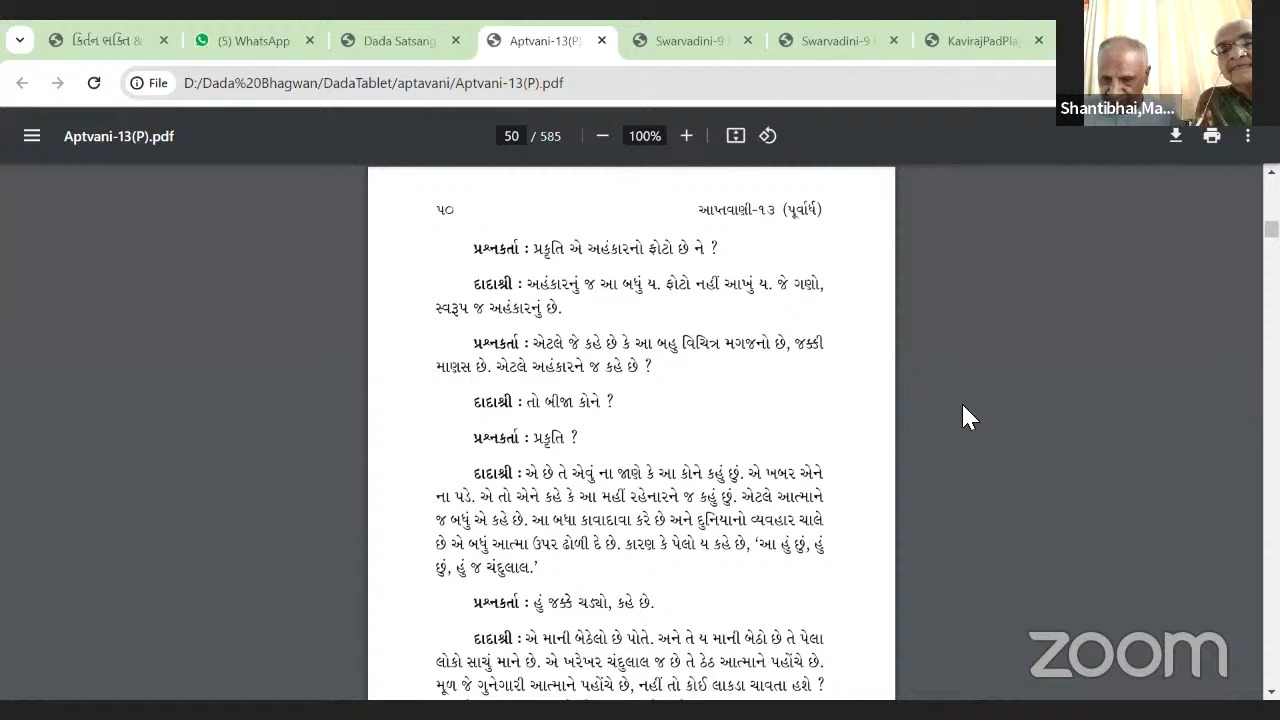 કિર્તન ભક્તિ &
(5) WhatsApp
Dada Satsang
Aptvani-13(P).
Swarvadini-9
Swarvadini-9
KavirajPadPla
File
D:/Dada%20Bhagwan/DadaTablet/aptavani/Aptvani-13(P).pdf
Shantibhai,Ma...
Aptvani-13(P).pdf
50 / 585
100%
૫૦ આપ્તવાણી-૧૩ (પૂર્વાર્ધ)
પ્રશ્નકર્તા : પ્રકૃતિ એ અહંકારનો ફોટો છે ને ?
દાદાશ્રી : અહંકારનું જ આ બધું ય. ફોટો નહીં આખું ય. જે ગણો,
સ્વરૂપ જ અહંકારનું છે.
પ્રશ્નકર્તા : એટલે જે કહે છે કે આ બહુ વિચિત્ર મગજનો છે, જક્કી
માણસ છે. એટલે અહંકારને જ કહે છે ?
દાદાશ્રી : તો બીજા કોને ?
પ્રશ્નકર્તા : પ્રકૃતિ ?
દાદાશ્રી : એ છે તે એવું ના જાણે કે આ કોને કહું છું. એ ખબર એને
ના પડે. એ તો એને કહે કે આ મહીં રહેનારને જ કહું છું. એટલે આત્માને
જ બધું એ કહે છે. આ બધા કાવાદાવા કરે છે અને દુનિયાનો વ્યવહાર ચાલે
છે એ બધું આત્મા ઉપર ઢોળી દે છે. કારણ કે પેલો ય કહે છે, ‘આ હું છું, હું
છું, હું જ ચંદુલાલ.’
પ્રશ્નકર્તા : હું જક્કે ચડ્યો, કહે છે.
દાદાશ્રી : એ માની બેઠેલો છે પોતે. અને તે ય માની બેઠો છે તે પેલા
લોકો સાચું માને છે. એ ખરેખર ચંદુલાલ જ છે તે ઠેઠ આત્માને પહોંચે છે.
મૂળ જે ગુનેગારી આત્માને પહોંચે છે, નહીં તો કોઈ લાકડા ચાવતા હશે ?
zoom